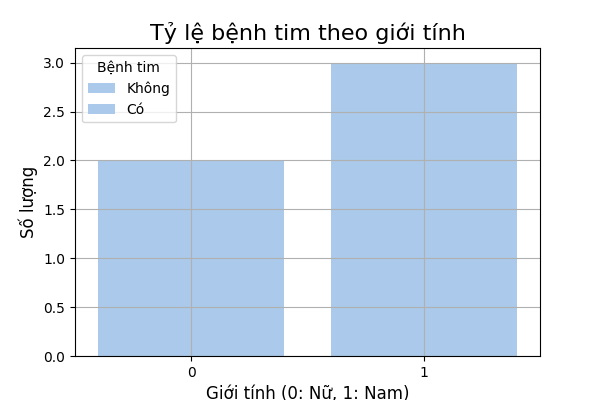 Tỷ lệ bệnh tim theo giới tính
Bệnh tim
Không
Có
Số lượng
3.0
2.5
2.0
1.5
1.0
0.5
0.0
0
1
Giới tính (0: Nữ, 1: Nam)